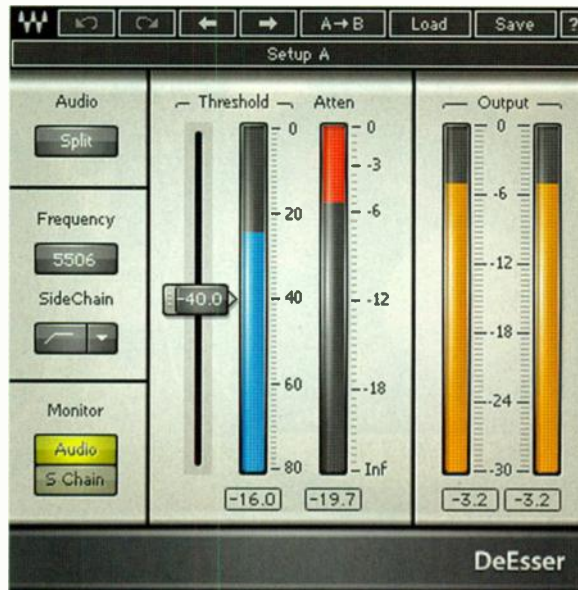 A→B Load Save ?
Setup A
Audio
Split
Frequency
5506
SideChain
Monitor
Audio
S Chain
Threshold Atten
0 0
-3
20 -6
40 -12
-40.0
60 -18
80 Inf
-16.0 -19.7
Output
0
-6
-12
-18
-24
-30
-3.2 -3.2
DeEsser